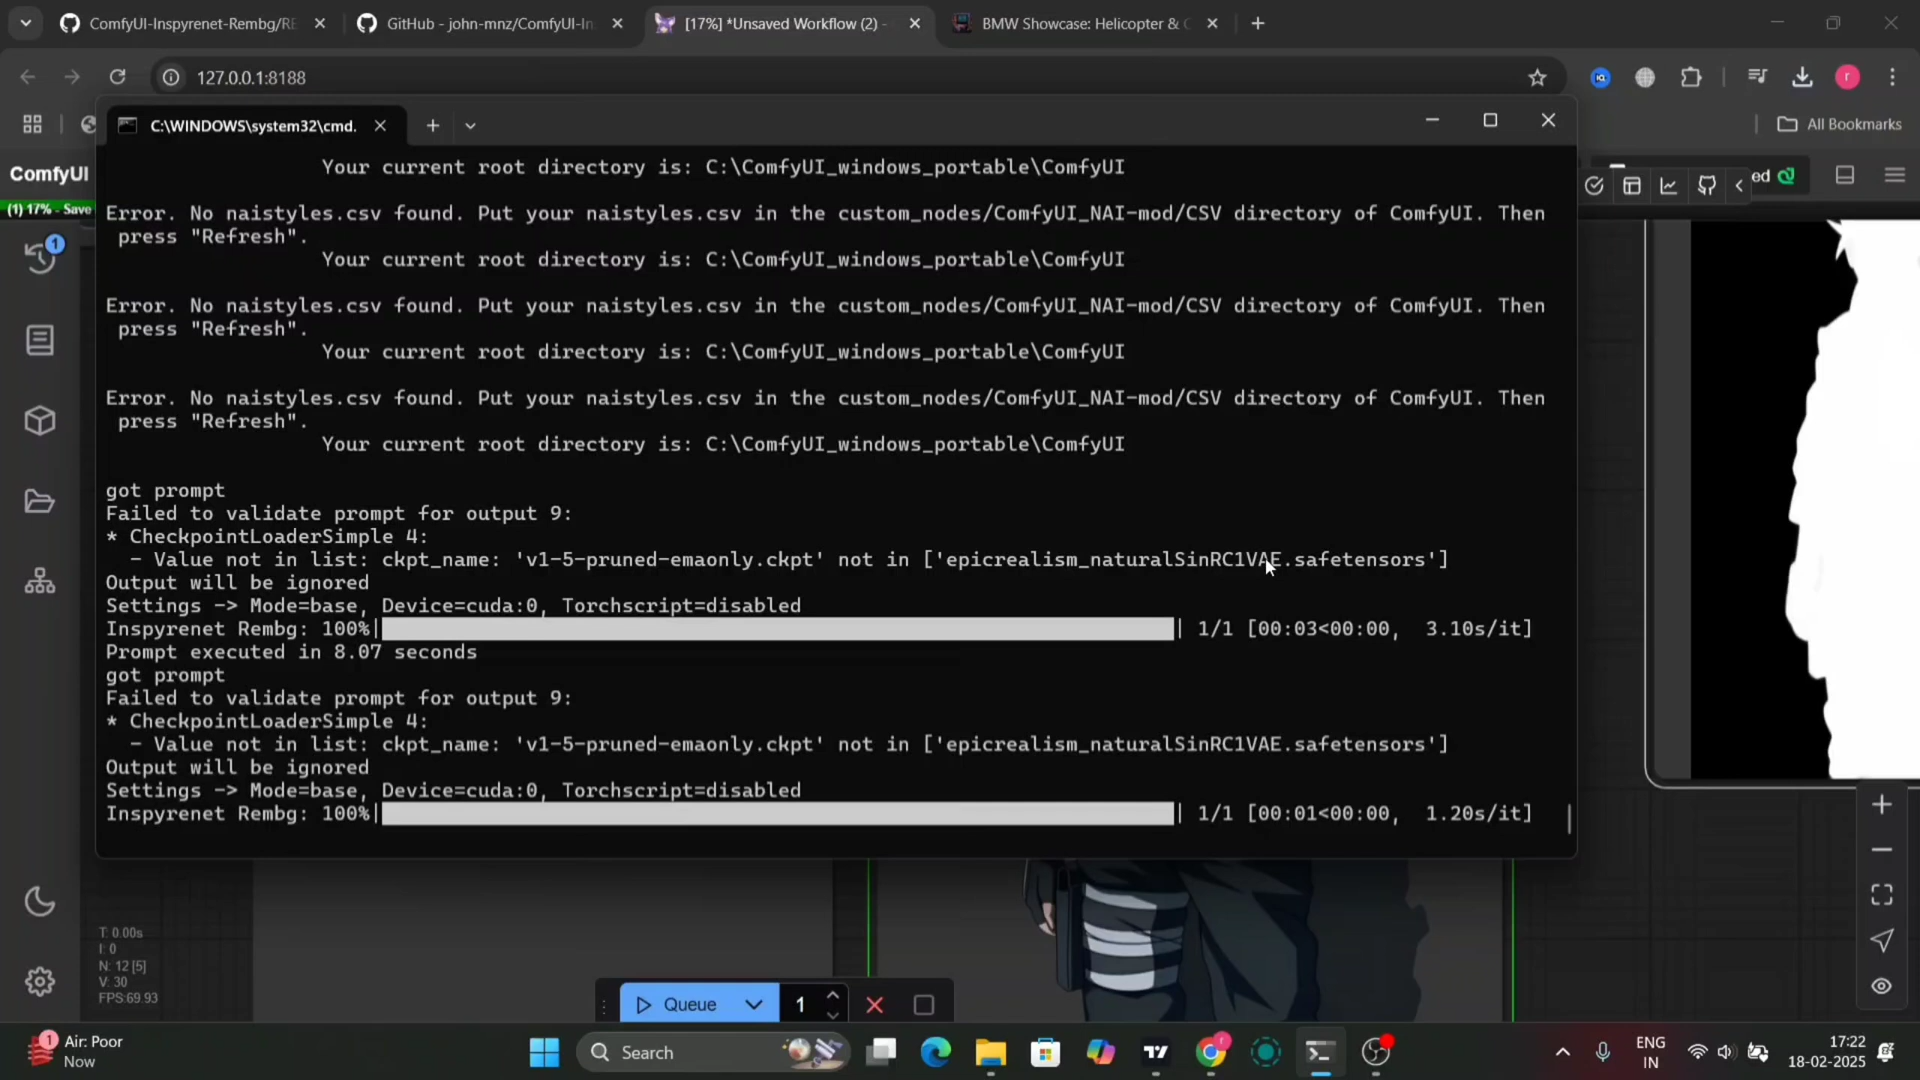 ComfyUI-Inspyrenet-Rembg/RE
GitHub - john-mnz/ComfyUI-In
[17%] *Unsaved Workflow (2) -
BMW Showcase: Helicopter & C
127.0.0.1:8188
r
All Bookmarks
C:\WINDOWS\system32\cmd.
ComfyUI
ed
(1) 17% - Save
1
Your current root directory is: C:\ComfyUI_windows_portable\ComfyUI
Error. No naistyles.csv found. Put your naistyles.csv in the custom_nodes/ComfyUI_NAI-mod/CSV directory of ComfyUI. Then
press "Refresh".
Your current root directory is: C:\ComfyUI_windows_portable\ComfyUI
Error. No naistyles.csv found. Put your naistyles.csv in the custom_nodes/ComfyUI_NAI-mod/CSV directory of ComfyUI. Then
press "Refresh".
Your current root directory is: C:\ComfyUI_windows_portable\ComfyUI
Error. No naistyles.csv found. Put your naistyles.csv in the custom_nodes/ComfyUI_NAI-mod/CSV directory of ComfyUI. Then
press "Refresh".
Your current root directory is: C:\ComfyUI_windows_portable\ComfyUI
got prompt
Failed to validate prompt for output 9:
* CheckpointLoaderSimple 4:
- Value not in list: ckpt_name: 'v1-5-pruned-emaonly.ckpt' not in ['epicrealism_naturalSinRC1VAE.safetensors']
Output will be ignored
Settings -> Mode=base, Device=cuda:0, Torchscript=disabled
Inspyrenet Rembg: 100%| | 1/1 [00:03<00:00, 3.10s/it]
Prompt executed in 8.07 seconds
got prompt
Failed to validate prompt for output 9:
* CheckpointLoaderSimple 4:
- Value not in list: ckpt_name: 'v1-5-pruned-emaonly.ckpt' not in ['epicrealism_naturalSinRC1VAE.safetensors']
Output will be ignored
Settings -> Mode=base, Device=cuda:0, Torchscript=disabled
Inspyrenet Rembg: 100%| | 1/1 [00:01<00:00, 1.20s/it]
T: 0.00s
I: 0
N: 12 [5]
V: 30
FPS:69.93
Queue
1
1
Air: Poor
Now
Search
ENG
IN
17:22
18-02-2025